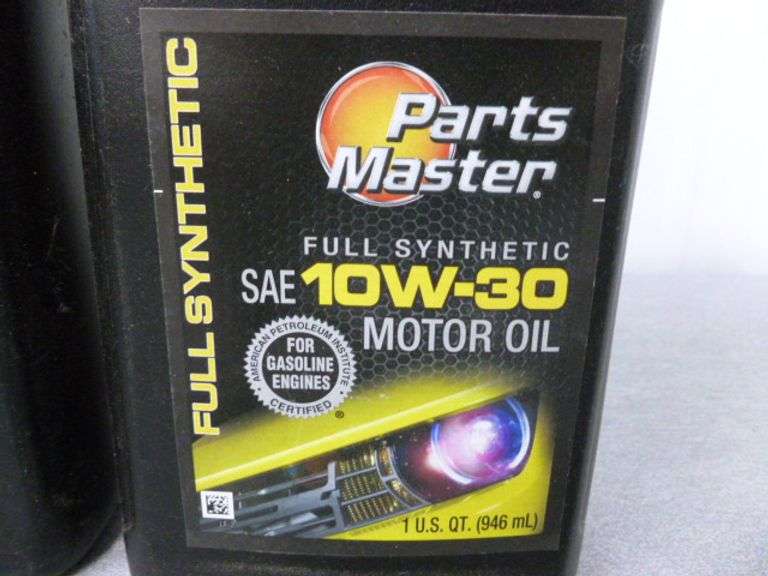 FULL SYNTHETIC
Parts
Master®
FULL SYNTHETIC
SAE 10W-30
MOTOR OIL
AMERICAN PETROLEUM INSTITUTE
FOR
GASOLINE
ENGINES
CERTIFIED
®
1 U.S. QT. (946 mL)